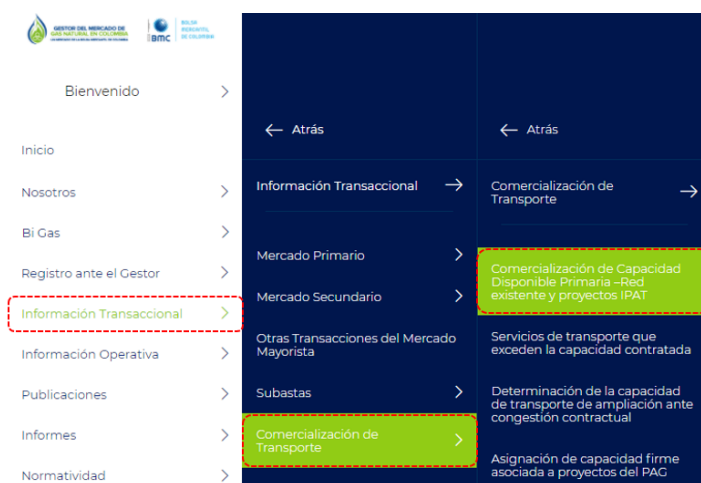 GESTOR DEL MERCADO DE
GAS NATURAL EN COLOMBIA
BMC
BOLSA
MERCANTIL
DE COLOMBIA
Bienvenido
Inicio
Nosotros
Bi Gas
Registro ante el Gestor
Información Transaccional
Información Operativa
Publicaciones
Informes
Normatividad
← Atrás
Información Transaccional →
Mercado Primario
Mercado Secundario
Otras Transacciones del Mercado
Mayorista
Subastas
Comercialización de
Transporte
← Atrás
Comercialización de
Transporte →
Comercialización de Capacidad
Disponible Primaria –Red
existente y proyectos IPAT
Servicios de transporte que
exceden la capacidad contratada
Determinación de la capacidad
de transporte de ampliación ante
congestión contractual
Asignación de capacidad firme
asociada a proyectos del PAG